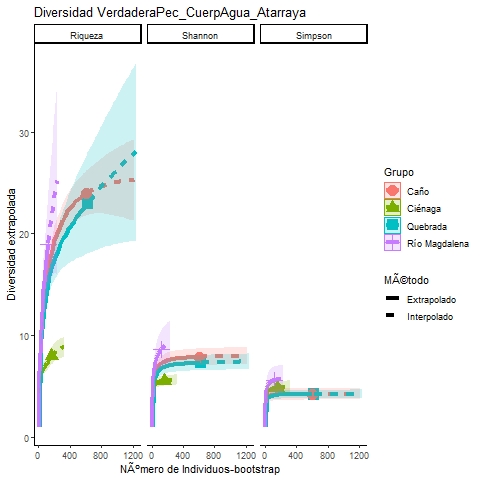 Diversidad VerdaderaPec_CuerpAgua_Atarraya
Riqueza
Shannon
Simpson
Diversidad extrapolada
30
20
10
0
0 400 800 1200
0 400 800 1200
0 400 800 1200
NÃºmero de Individuos-bootstrap
Grupo
Caño
Ciénaga
Quebrada
Río Magdalena
MÃ©todo
Extrapolado
Interpolado